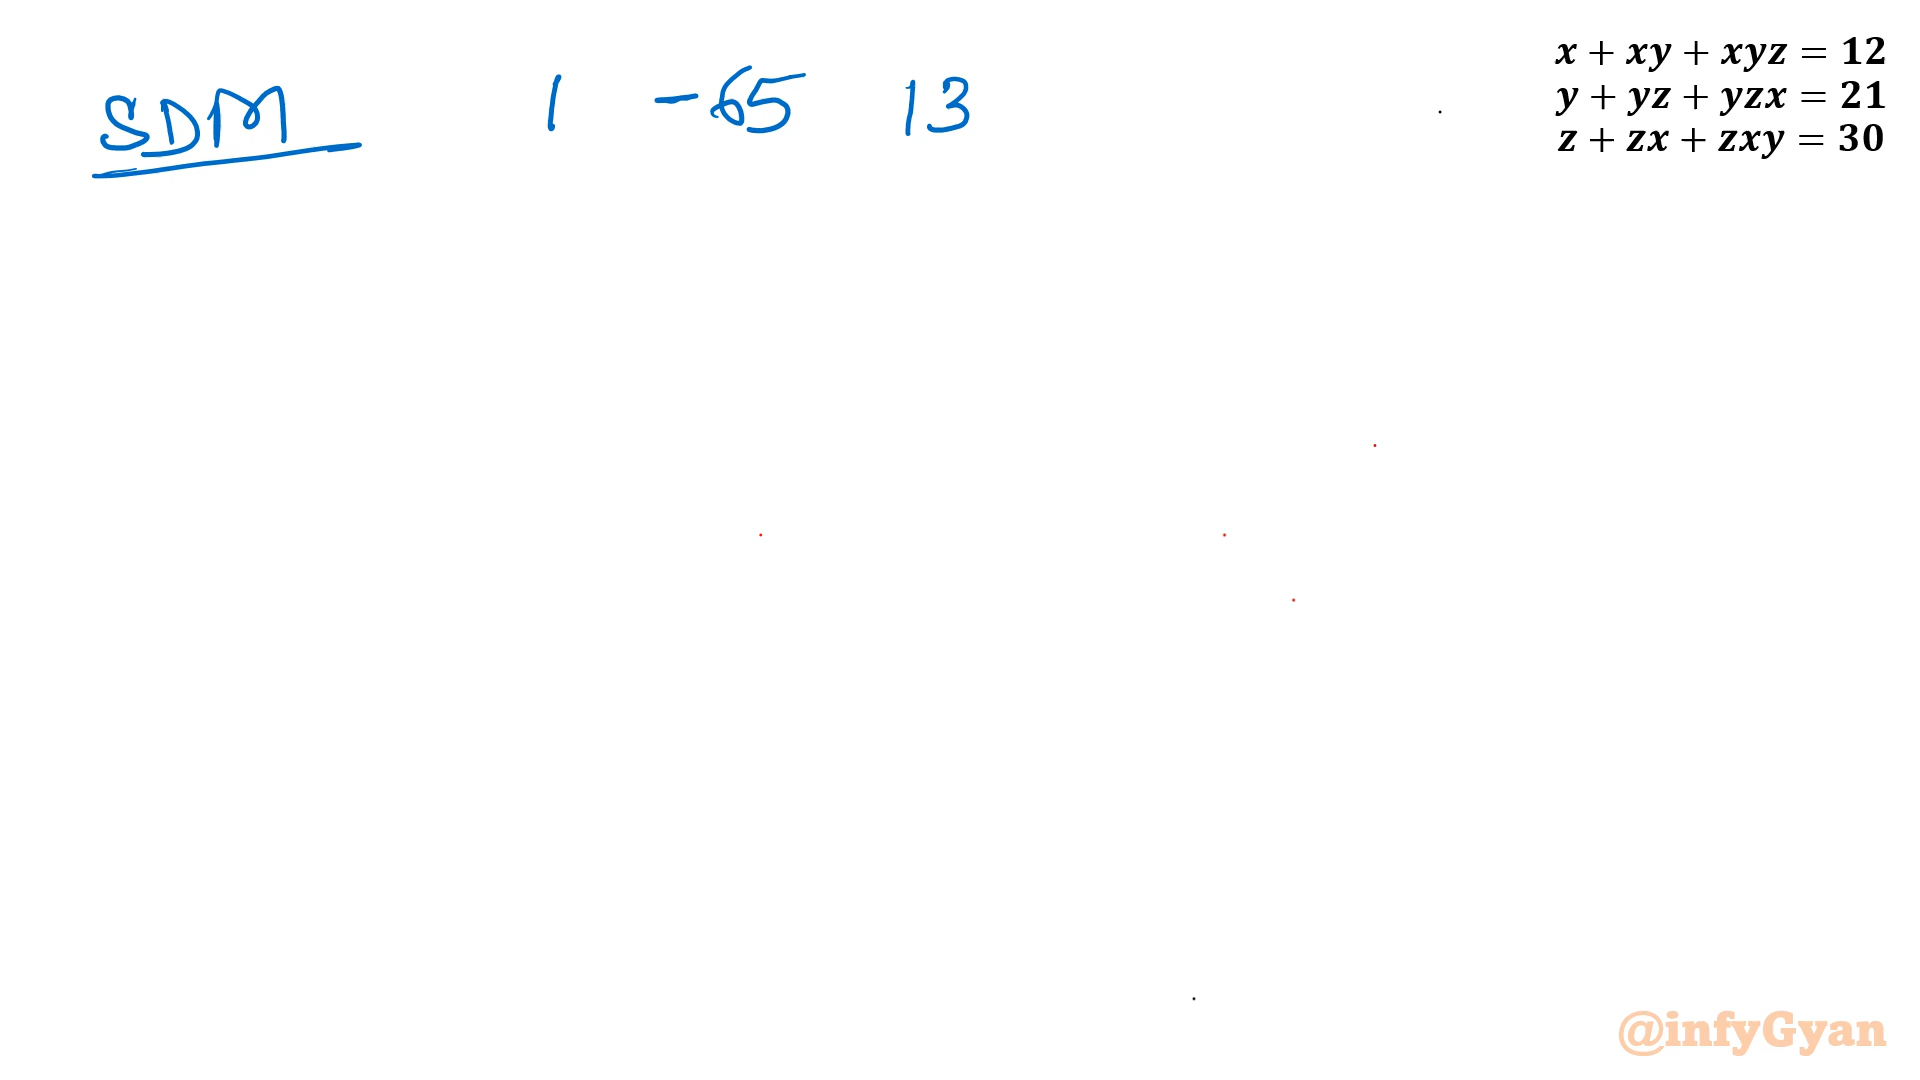 SDM 1 -65 13
x + xy + xyz = 12
y + yz + yzx = 21
z + zx + zxy = 30
@infyGyan